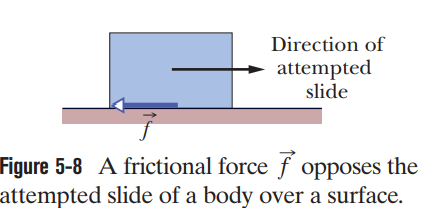 Direction of
attempted
slide
f⃗
Figure 5-8 A frictional force f⃗ opposes the
attempted slide of a body over a surface.